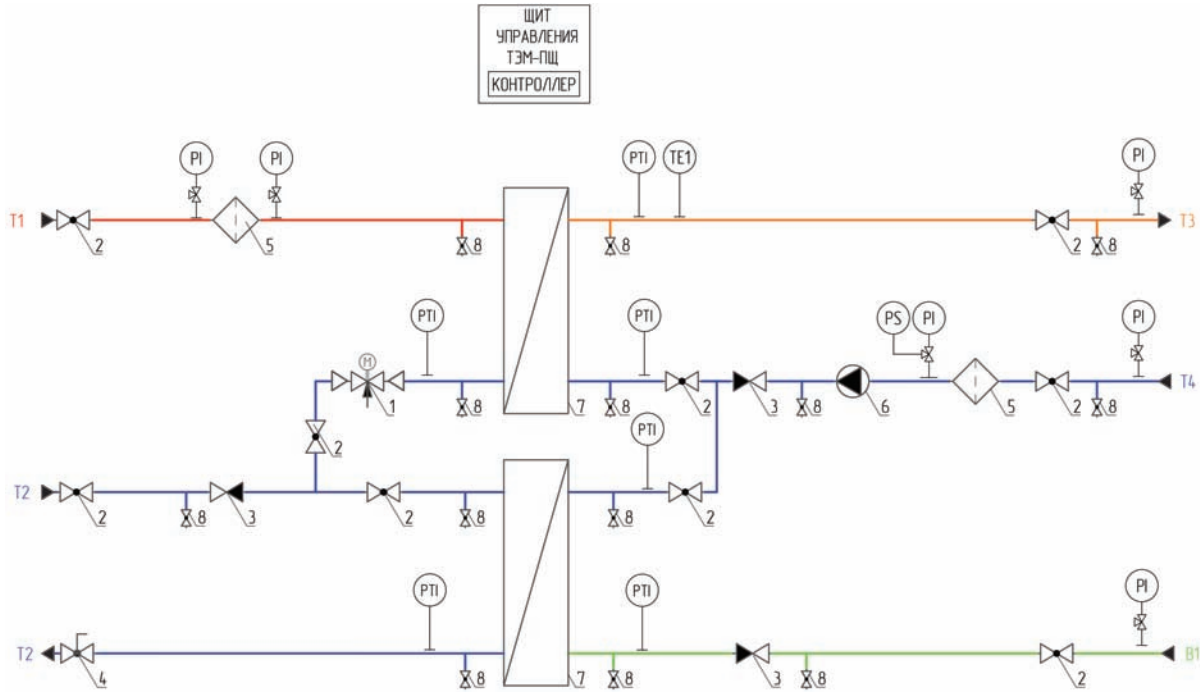 ЩИТ
УПРАВЛЕНИЯ
ТЭМ-ПЩ
КОНТРОЛЛЕР
PI PI PTI TE1 PI
T1 2 5 8 8 2 8 T3
PTI PTI PS PI PI
M
1 8 7 2 3 8 6 5 2 8 T4
2 PTI
T2 2 8 3 2 8 8 2
PTI PTI PI
T2 4 8 7 8 3 8 2 B1